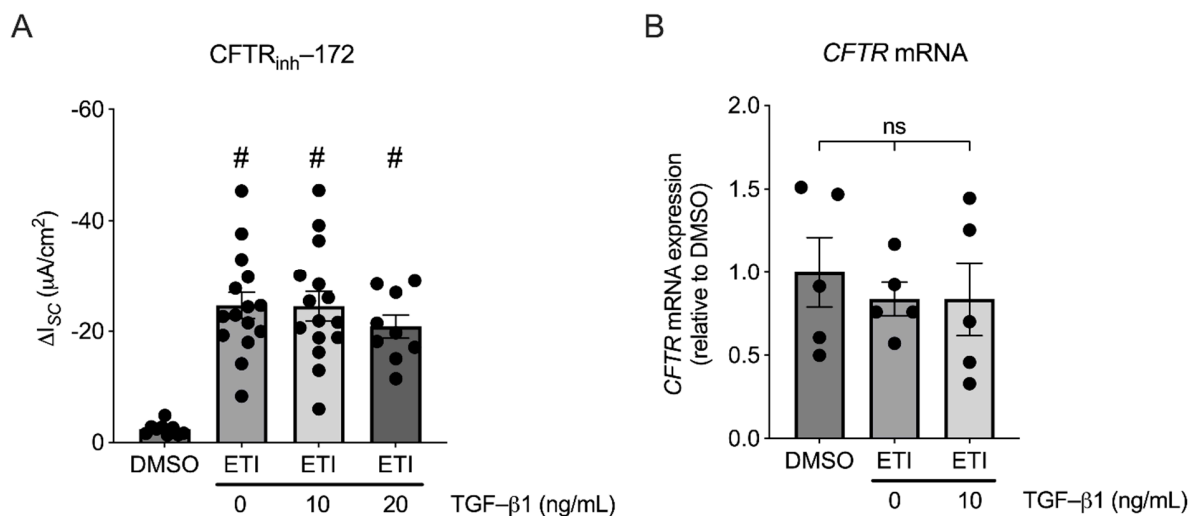 A
CFTRinh–172
ΔISC (μA/cm2)
-60
-40
-20
0
# # #
DMSO ETI ETI ETI
0 10 20 TGF–β1 (ng/mL)
B
CFTR mRNA
CFTR mRNA expression
(relative to DMSO)
2.0
1.5
1.0
0.5
0.0
ns
DMSO ETI ETI
0 10 TGF–β1 (ng/mL)